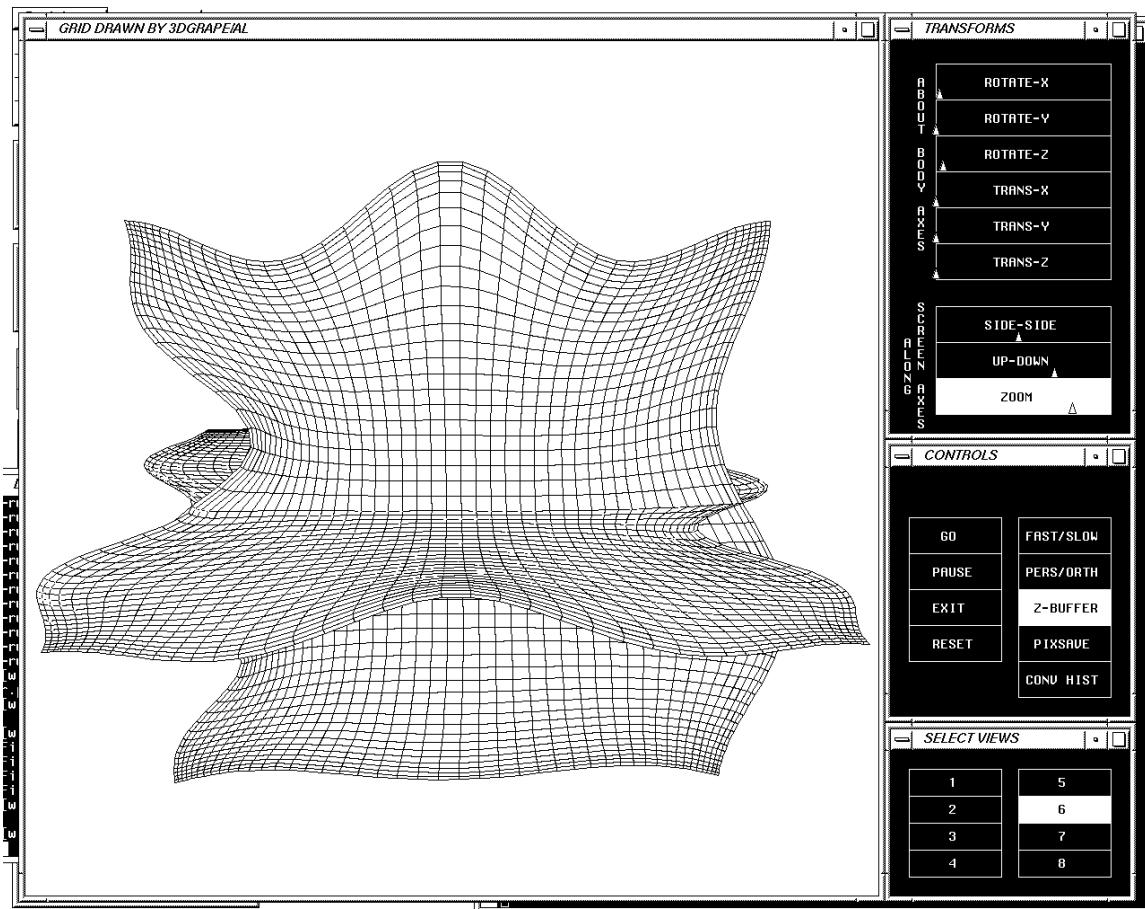 GRID DRAWN BY 3DGRAPE/AL
TRANSFORMS
ABOUT BODY AXES
ROTATE-X
ROTATE-Y
ROTATE-Z
TRANS-X
TRANS-Y
TRANS-Z
ALONG
SCREEN AXES
SIDE-SIDE
UP-DOWN
ZOOM
CONTROLS
GO
FAST/SLOW
PAUSE
PERS/ORTH
EXIT
Z-BUFFER
RESET
PIXSAVE
CONV HIST
SELECT VIEWS
1
5
2
6
3
7
4
8